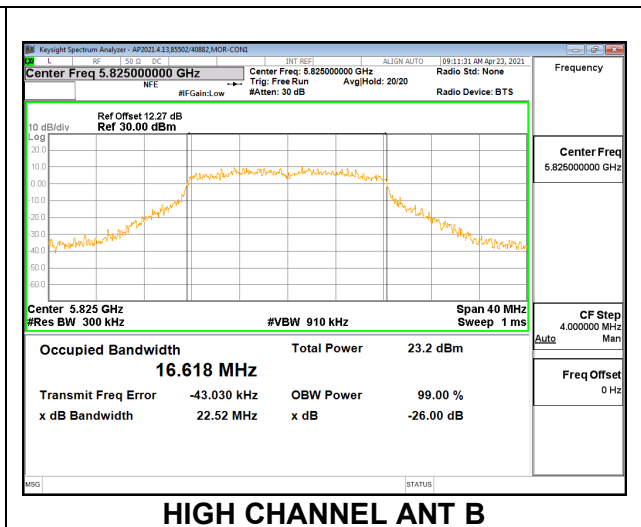 Keysight Spectrum Analyzer - AP2021.4.13,85502/40882,MOR-CON1
L RF 50 Ω DC INT REF ALIGN AUTO 09:11:31 AM Apr 23, 2021
Center Freq 5.825000000 GHz
NFE
#IFGain:Low
Center Freq: 5.825000000 GHz
Trig: Free Run Avg|Hold: 20/20
#Atten: 30 dB
Radio Std: None
Radio Device: BTS
Frequency
Ref Offset 12.27 dB
10 dB/div Ref 30.00 dBm
Log
20.0
10.0
0.00
-10.0
-20.0
-30.0
-40.0
-50.0
-60.0
Center 5.825 GHz Span 40 MHz
#Res BW 300 kHz #VBW 910 kHz Sweep 1 ms
Occupied Bandwidth Total Power 23.2 dBm
16.618 MHz
Transmit Freq Error -43.030 kHz OBW Power 99.00 %
x dB Bandwidth 22.52 MHz x dB -26.00 dB
Center Freq
5.825000000 GHz
CF Step
4.000000 MHz
Auto Man
Freq Offset
0 Hz
MSG STATUS
HIGH CHANNEL ANT B